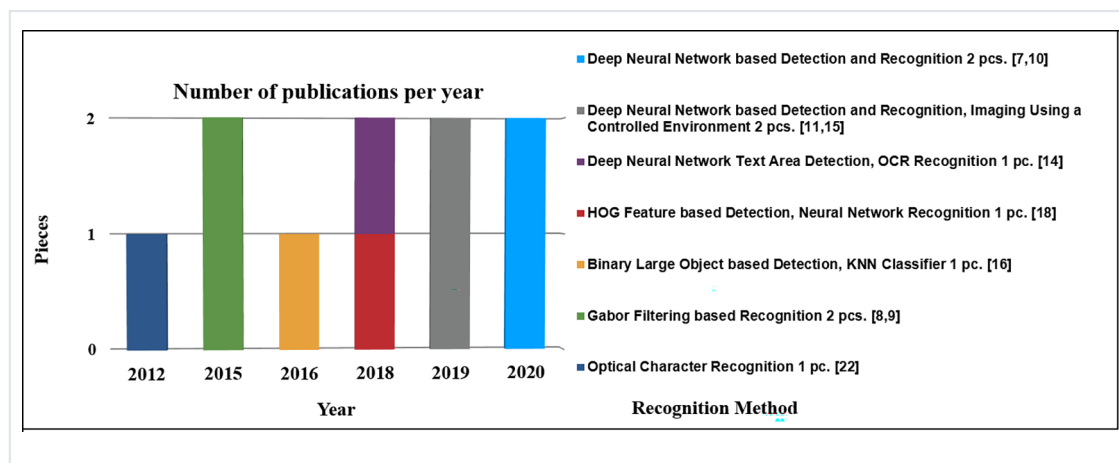 Number of publications per year
2
1
0
Pieces
2012 2015 2016 2018 2019 2020
Year
Deep Neural Network based Detection and Recognition 2 pcs. [7,10]
Deep Neural Network based Detection and Recognition, Imaging Using a
Controlled Environment 2 pcs. [11,15]
Deep Neural Network Text Area Detection, OCR Recognition 1 pc. [14]
HOG Feature based Detection, Neural Network Recognition 1 pc. [18]
Binary Large Object based Detection, KNN Classifier 1 pc. [16]
Gabor Filtering based Recognition 2 pcs. [8,9]
Optical Character Recognition 1 pc. [22]
Recognition Method